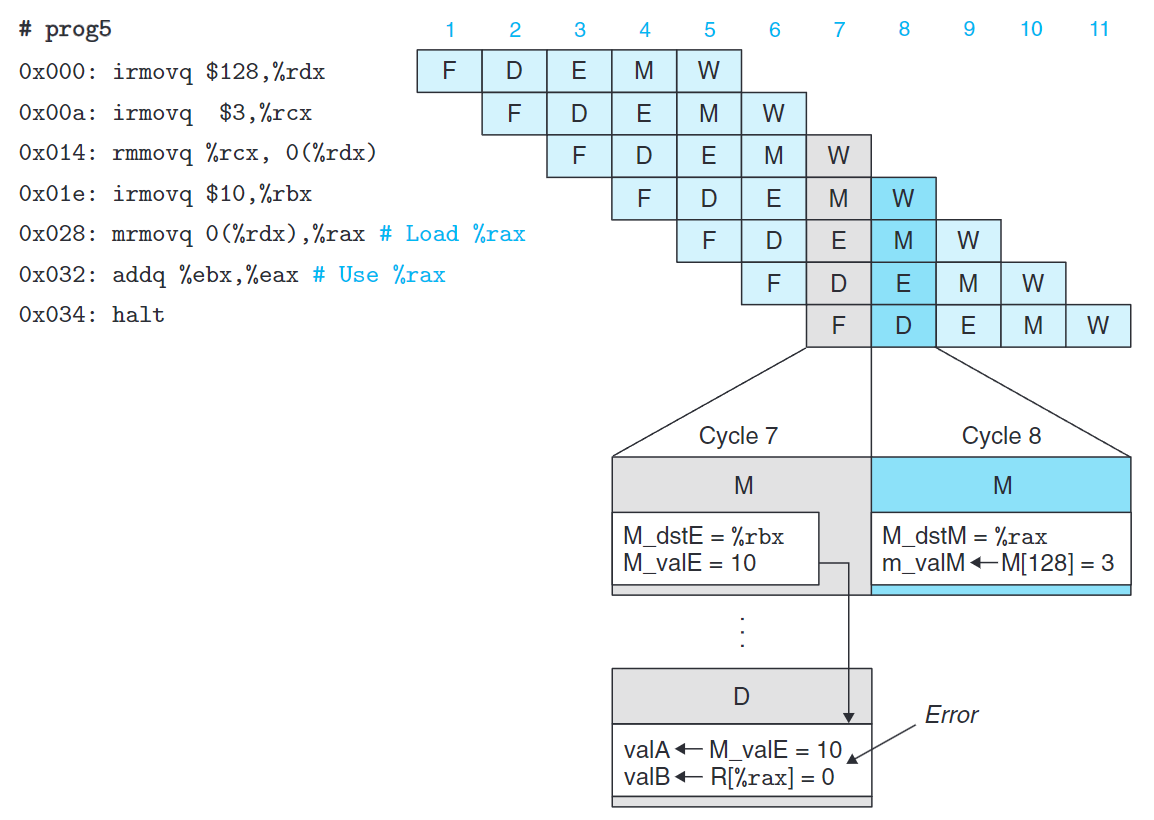 # prog5 1 2 3 4 5 6 7 8 9 10 11
0x000: irmovq $128,%rdx F D E M W
0x00a: irmovq  $3,%rcx F D E M W
0x014: rmmovq %rcx, 0(%rdx) F D E M W
0x01e: irmovq $10,%rbx F D E M W
0x028: mrmovq 0(%rdx),%rax # Load %rax F D E M W
0x032: addq %ebx,%eax # Use %rax F D E M W
0x034: halt F D E M W
Cycle 7 Cycle 8
M M
M_dstE = %rbx M_dstM = %rax
M_valE = 10 m_valM ← M[128] = 3
⋮
D
Error
valA ← M_valE = 10
valB ← R[%rax] = 0